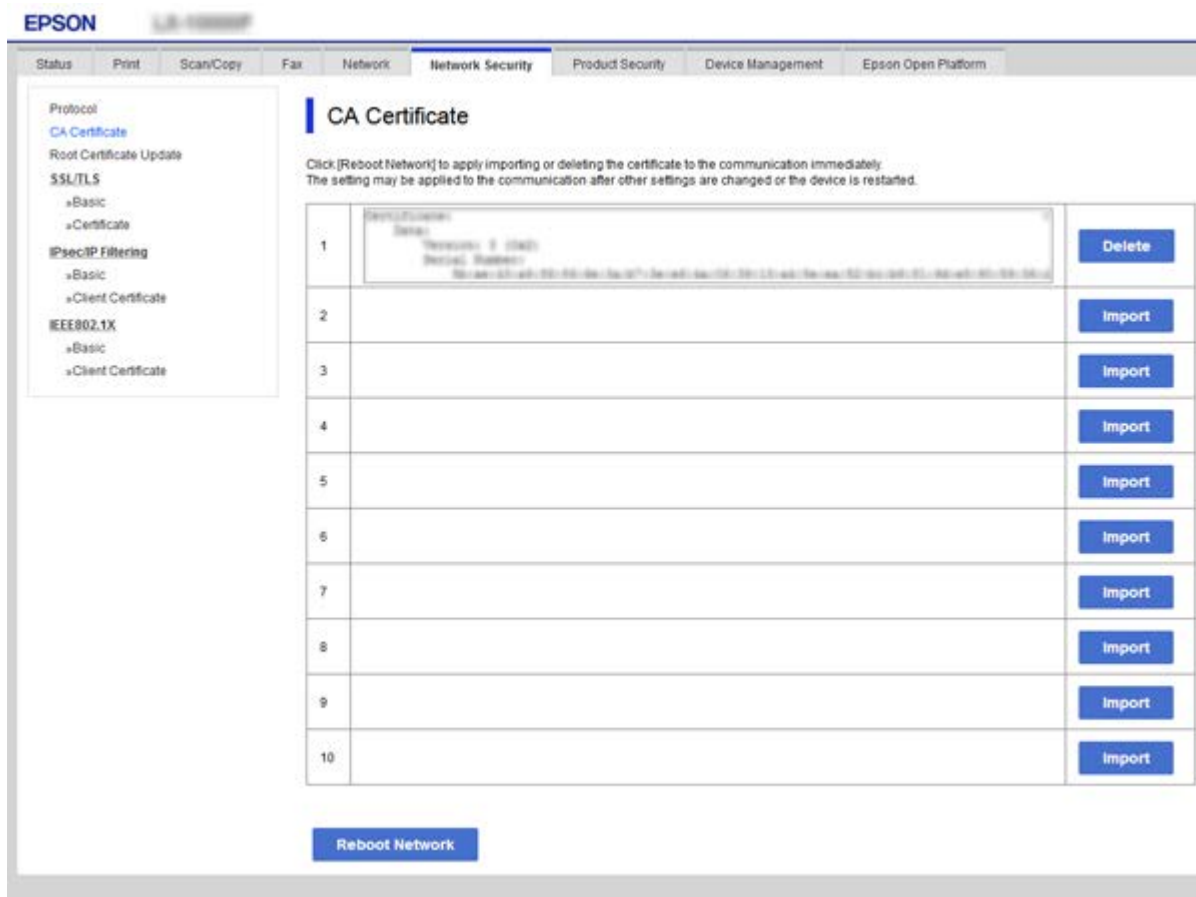 EPSON
Status Print Scan/Copy Fax Network Network Security Product Security Device Management Epson Open Platform
Protocol
CA Certificate
Root Certificate Update
SSL/TLS
»Basic
»Certificate
IPsec/IP Filtering
»Basic
»Client Certificate
IEEE802.1X
»Basic
»Client Certificate
CA Certificate
Click [Reboot Network] to apply importing or deleting the certificate to the communication immediately.
The setting may be applied to the communication after other settings are changed or the device is restarted.
Certificate:
Data:
1 Delete
Serial Number:
2 Import
3 Import
4 Import
5 Import
6 Import
7 Import
8 Import
9 Import
10 Import
Reboot Network